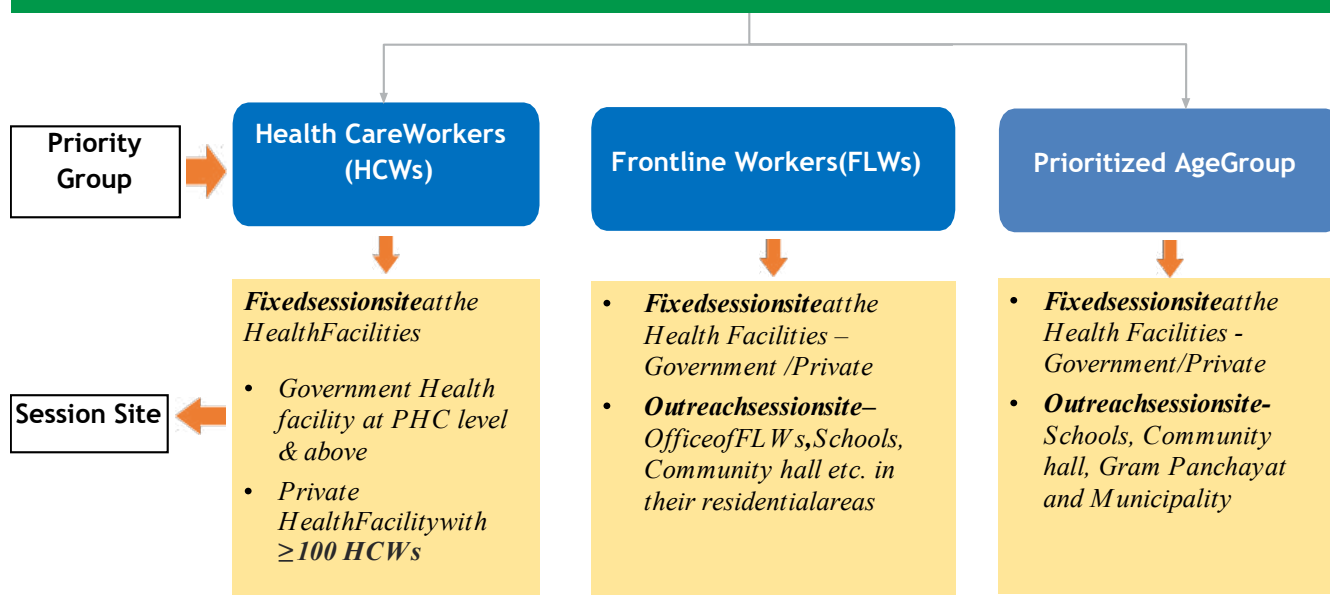 Priority
Group
Health CareWorkers
(HCWs)
Frontline Workers(FLWs)
Prioritized AgeGroup
Session Site
Fixedsessionsiteatthe
HealthFacilities
• Government Health
facility at PHC level
& above
• Private
HealthFacilitywith
≥100 HCWs
• Fixedsessionsiteatthe
Health Facilities –
Government /Private
• Outreachsessionsite–
OfficeofFLWs,Schools,
Community hall etc. in
their residentialareas
• Fixedsessionsiteatthe
Health Facilities -
Government/Private
• Outreachsessionsite-
Schools, Community
hall, Gram Panchayat
and Municipality